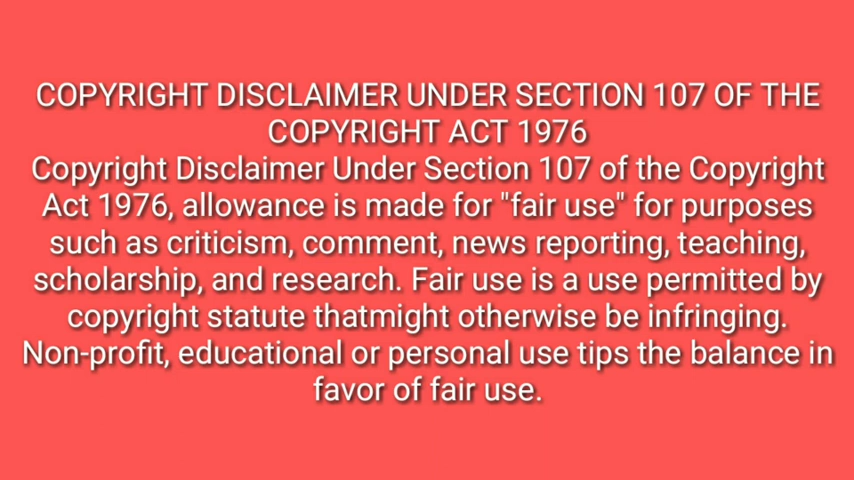 COPYRIGHT DISCLAIMER UNDER SECTION 107 OF THE
COPYRIGHT ACT 1976
Copyright Disclaimer Under Section 107 of the Copyright
Act 1976, allowance is made for "fair use" for purposes
such as criticism, comment, news reporting, teaching,
scholarship, and research. Fair use is a use permitted by
copyright statute thatmight otherwise be infringing.
Non-profit, educational or personal use tips the balance in
favor of fair use.